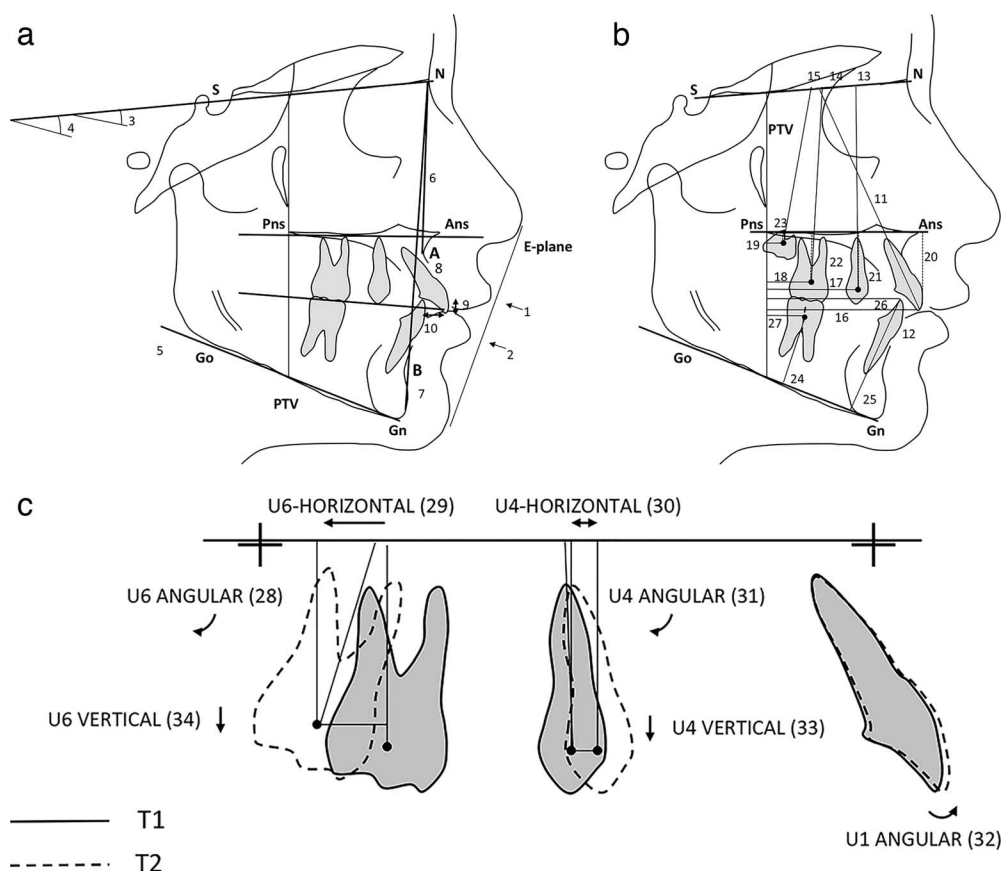 a
S
N
4
3
6
Pns
Ans
A
E-plane
8
9
1
10
2
5
Go
B
7
PTV
Gn
b
15
14
13
N
S
PTV
11
Pns
23
Ans
19
20
22
18
21
17
26
27
16
12
Go
24
25
Gn
c
U6-HORIZONTAL (29)
U4-HORIZONTAL (30)
U6 ANGULAR (28)
U4 ANGULAR (31)
U6 VERTICAL (34)
U4 VERTICAL (33)
T1
T2
U1 ANGULAR (32)